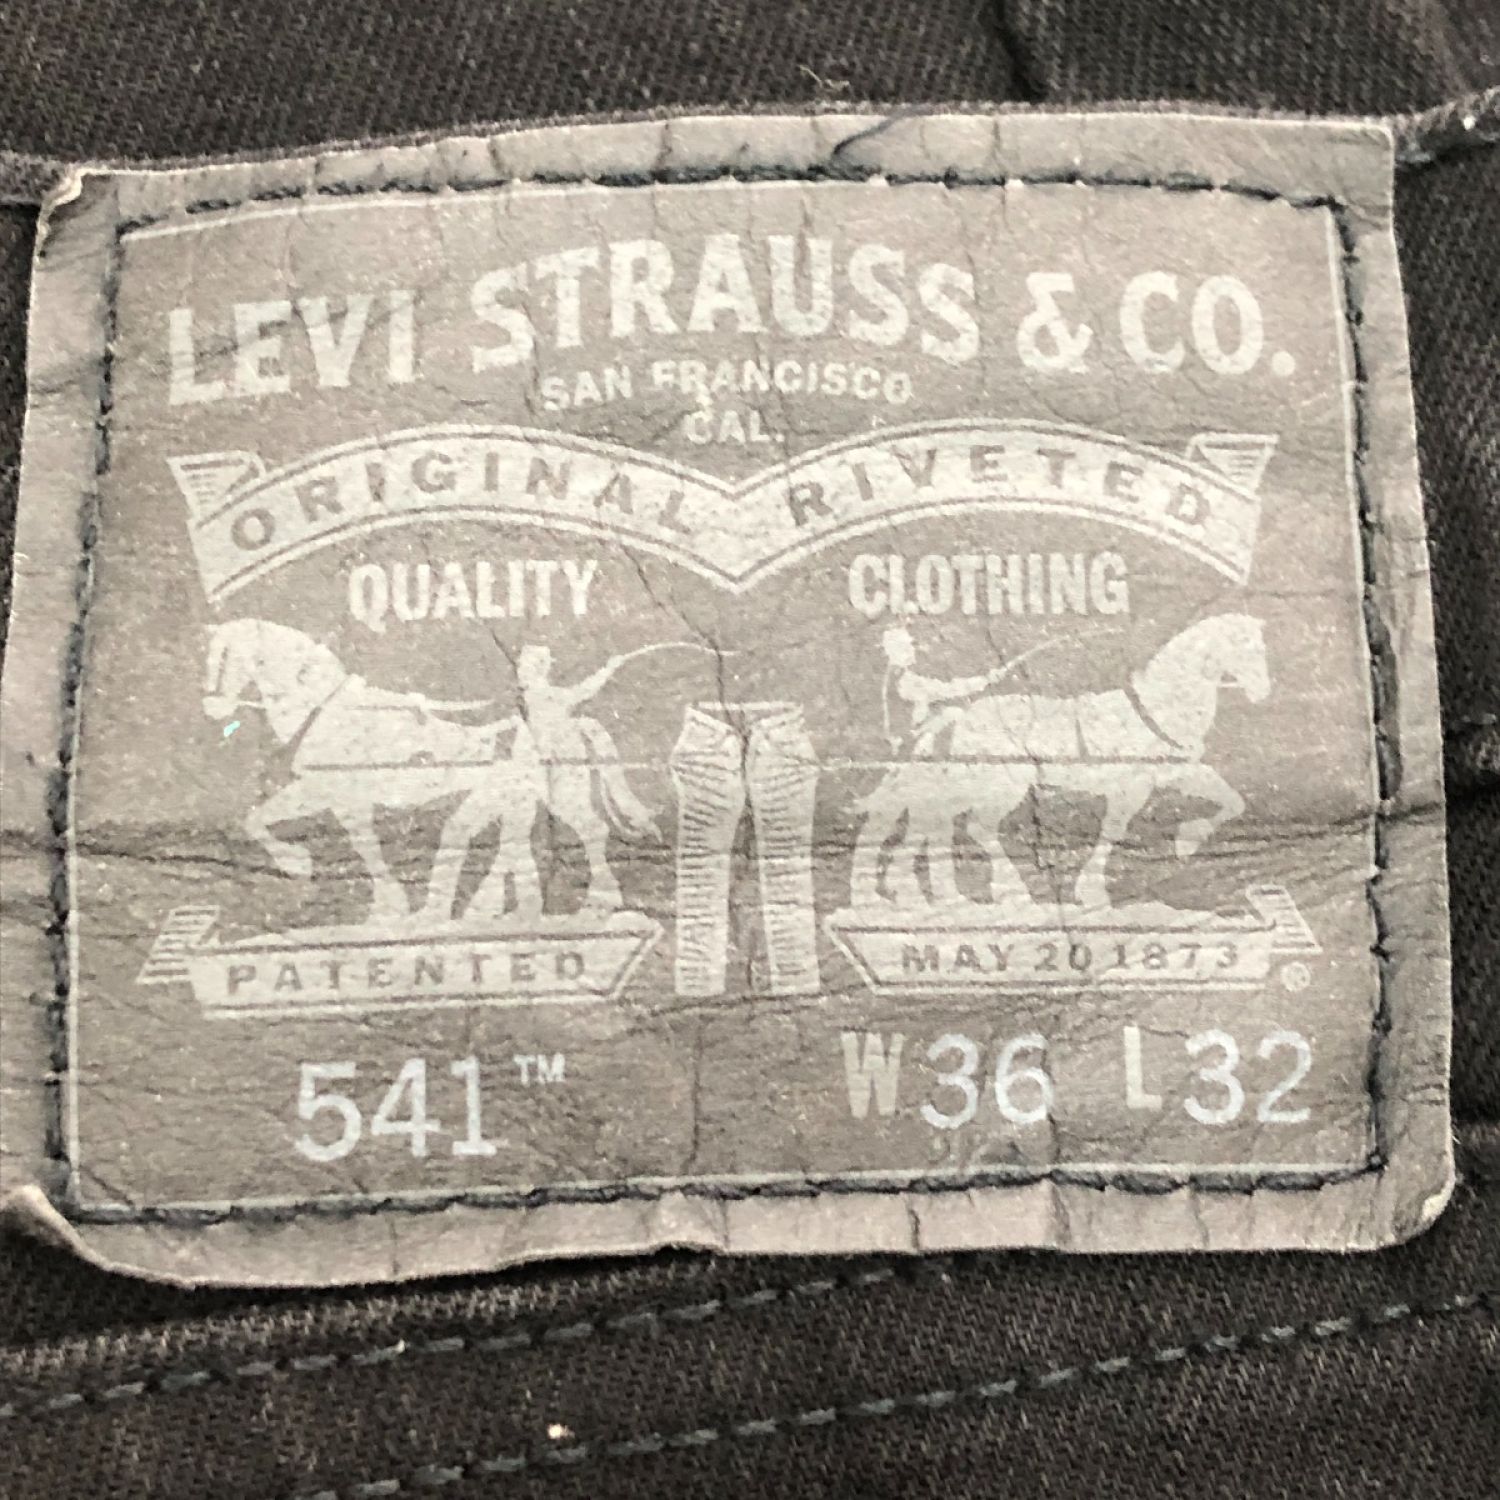 LEVI STRAUSS & CO.
SAN FRANCISCO
CAL.
ORIGINAL RIVETED
QUALITY CLOTHING
PATENTED MAY 20 1873 ®
541™ W36 L32